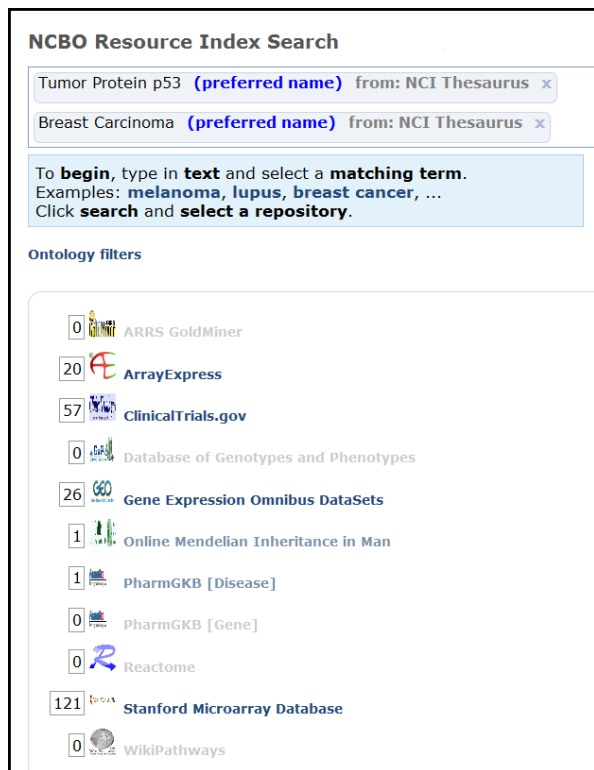 NCBO Resource Index Search
Tumor Protein p53 (preferred name) from: NCI Thesaurus x
Breast Carcinoma (preferred name) from: NCI Thesaurus x
To begin, type in text and select a matching term.
Examples: melanoma, lupus, breast cancer, ...
Click search and select a repository.
Ontology filters
0 ARRS GoldMiner
20 ArrayExpress
57 ClinicalTrials.gov
0 Database of Genotypes and Phenotypes
26 GEO Gene Expression Omnibus DataSets
1 Online Mendelian Inheritance in Man
1 PharmGKB [Disease]
0 PharmGKB [Gene]
0 R Reactome
121 Stanford Microarray Database
0 WikiPathways